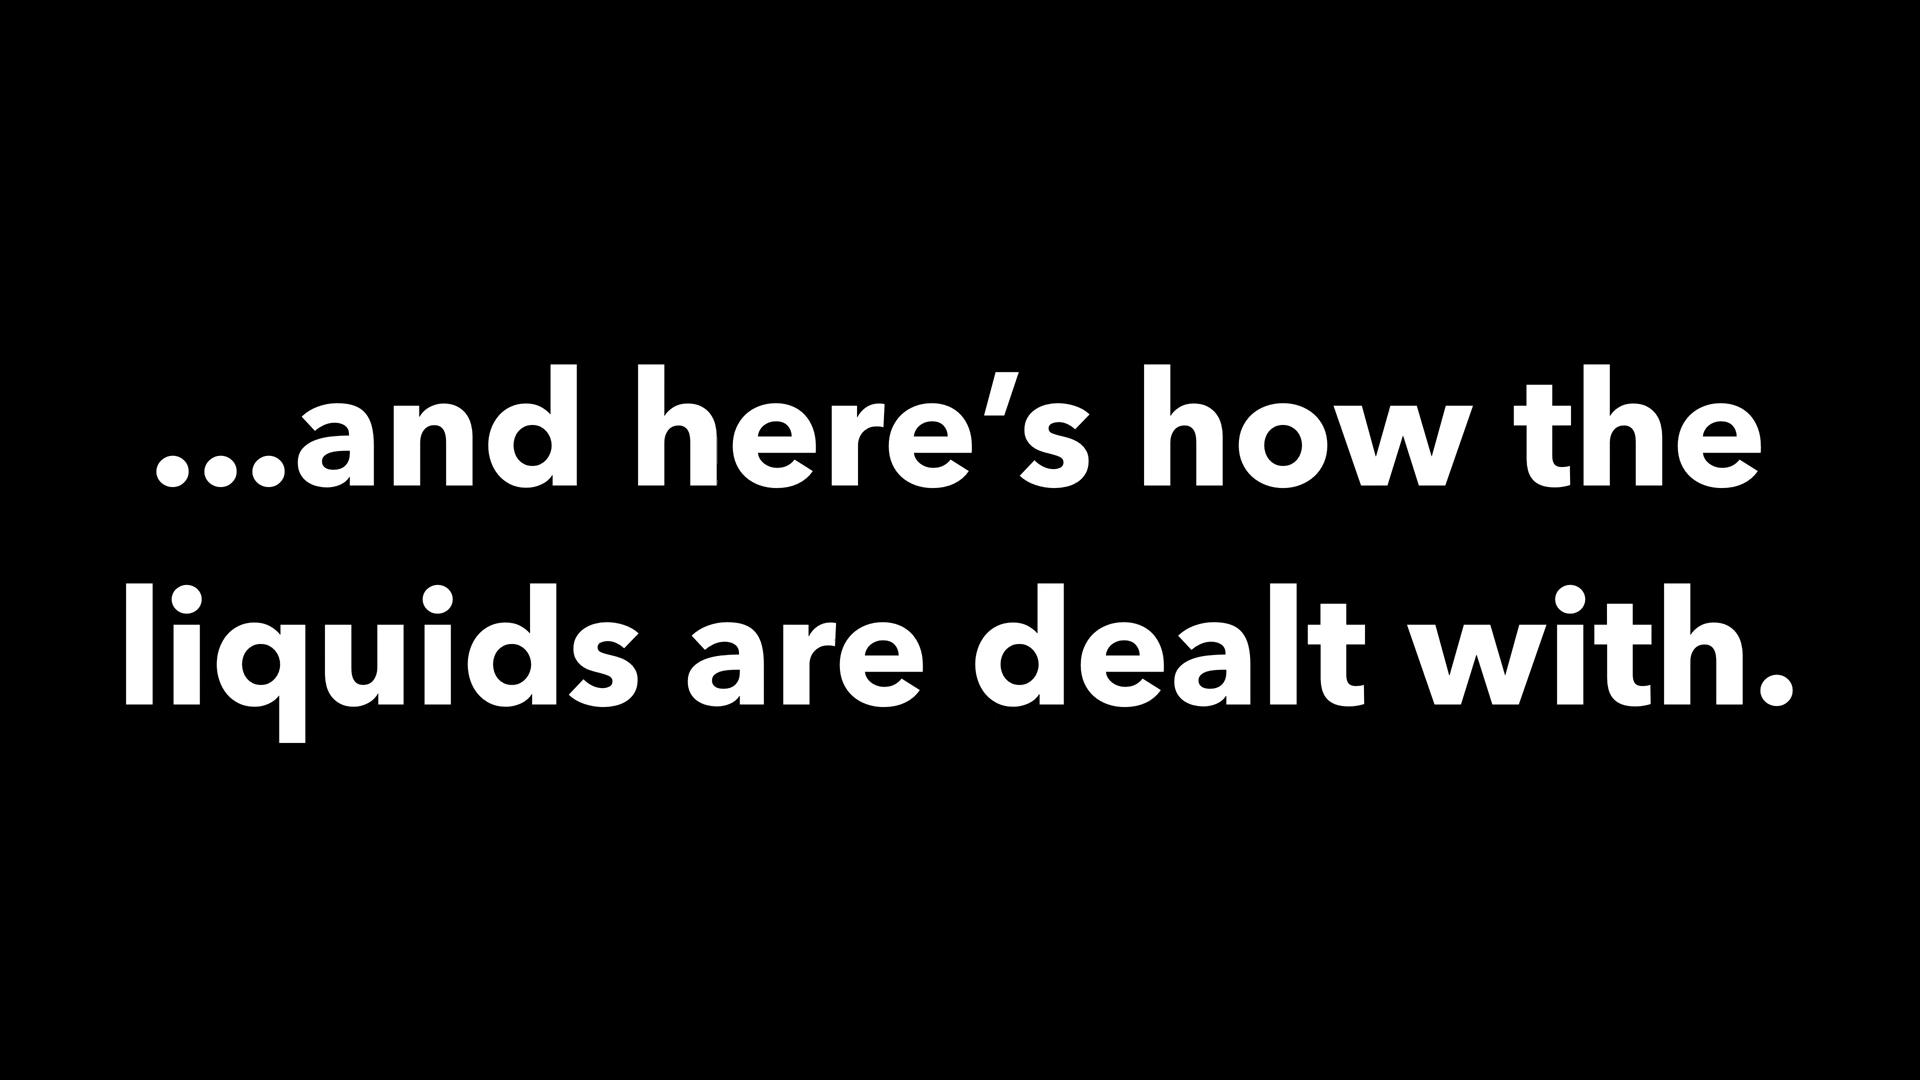 ...and here’s how the
liquids are dealt with.